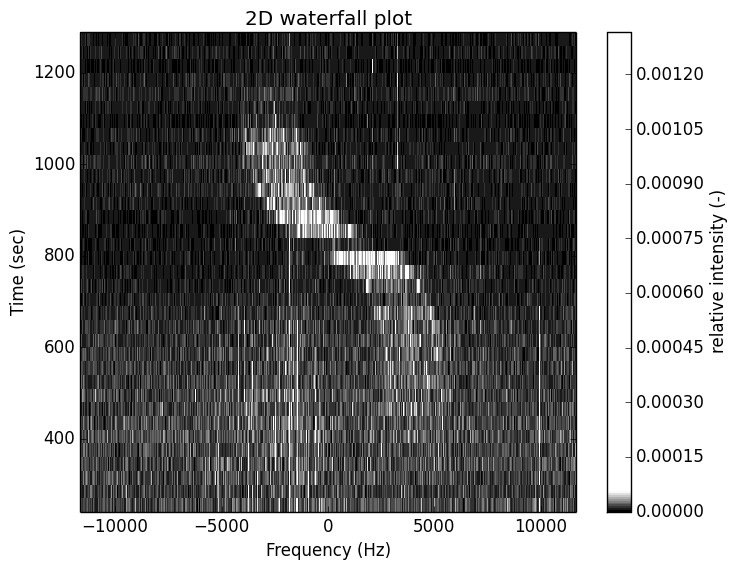 2D waterfall plot
1200
1000
800
600
400
Time (sec)
−10000 −5000 0 5000 10000
Frequency (Hz)
0.00120
0.00105
0.00090
0.00075
0.00060
0.00045
0.00030
0.00015
0.00000
relative intensity (-)